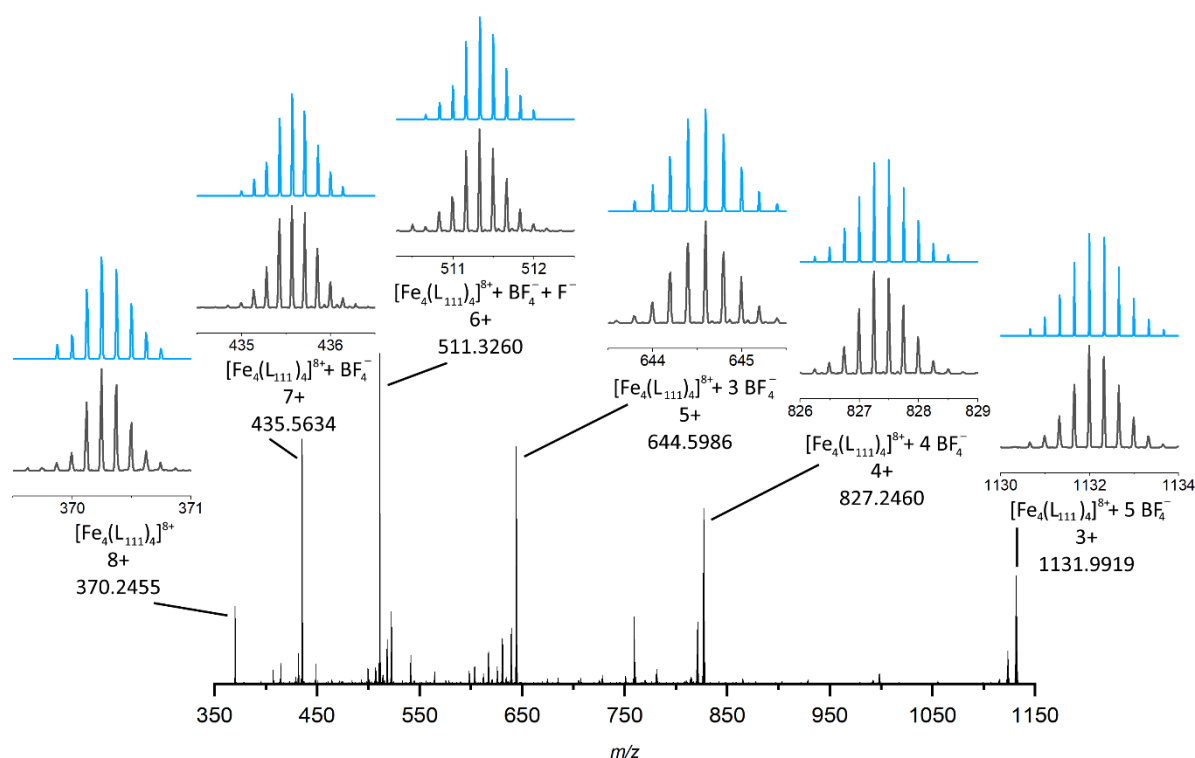 511 512
[Fe₄(L₁₁₁)₄]⁸⁺ + BF₄⁻ + F⁻
6+
511.3260
435 436
[Fe₄(L₁₁₁)₄]⁸⁺ + BF₄⁻
7+
435.5634
644 645
[Fe₄(L₁₁₁)₄]⁸⁺ + 3 BF₄⁻
5+
644.5986
826 827 828 829
[Fe₄(L₁₁₁)₄]⁸⁺ + 4 BF₄⁻
4+
827.2460
1130 1132 1134
[Fe₄(L₁₁₁)₄]⁸⁺ + 5 BF₄⁻
3+
1131.9919
370 371
[Fe₄(L₁₁₁)₄]⁸⁺
8+
370.2455
350 450 550 650 750 850 950 1050 1150
m/z